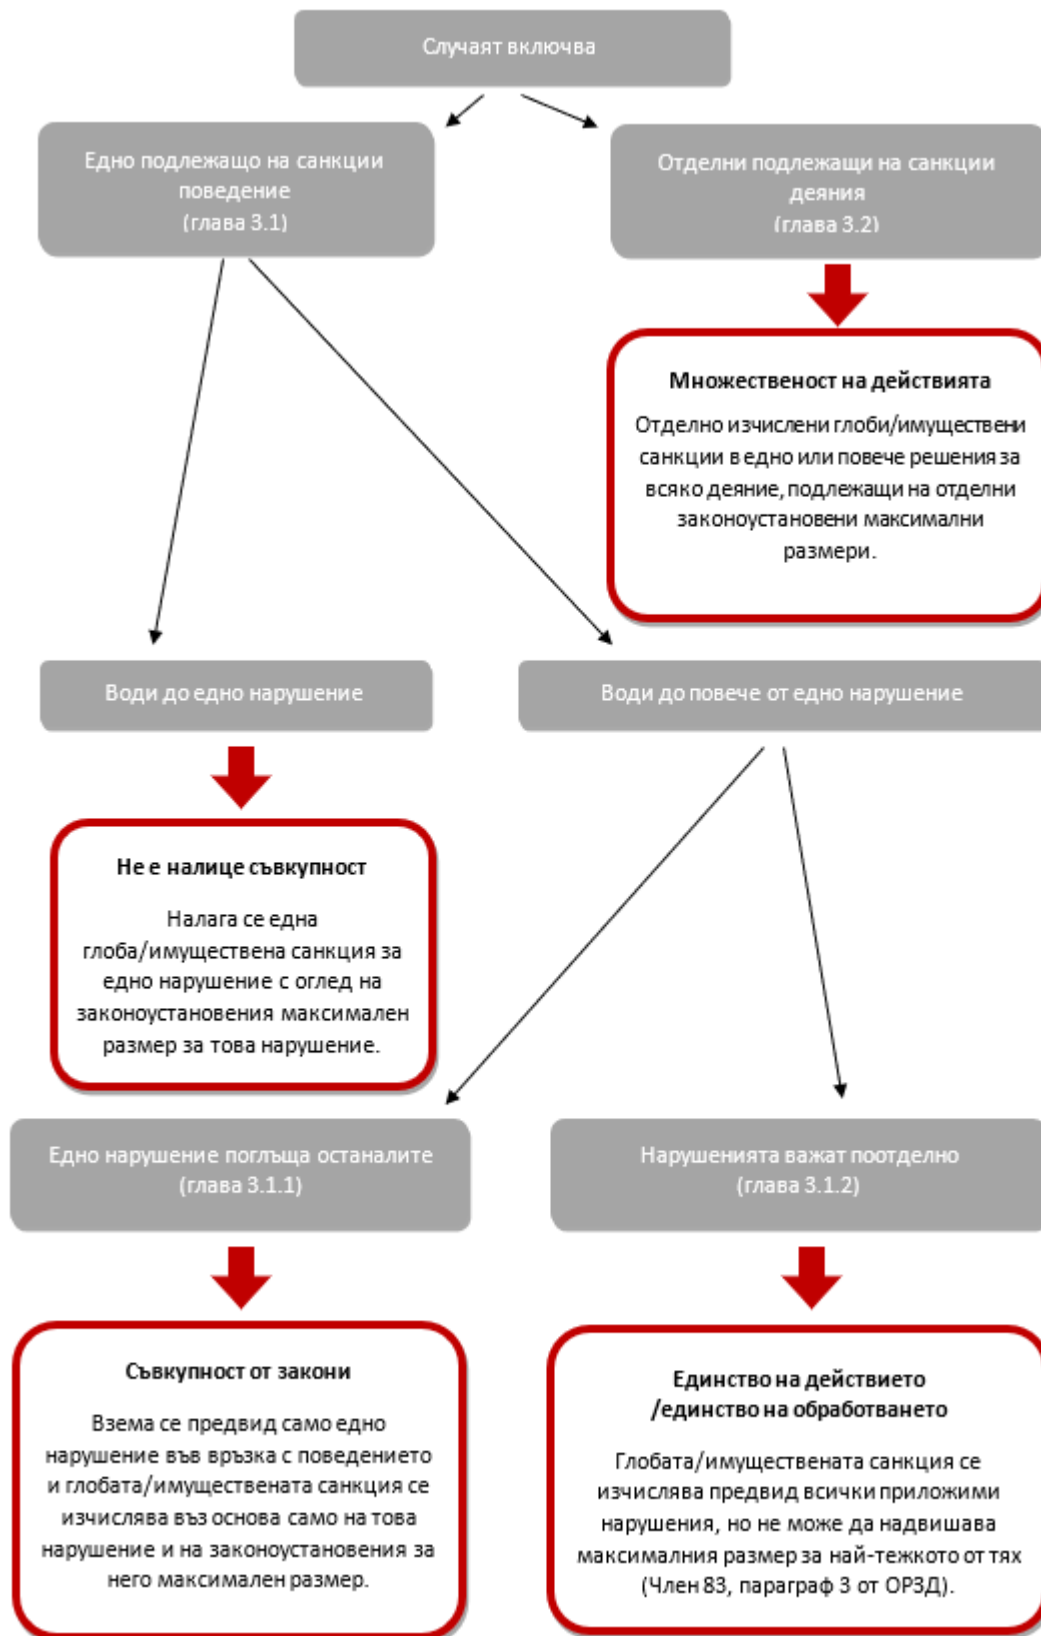 Случаят включва
Едно подлежащо на санкции
поведение
(глава 3.1)
Отделни подлежащи на санкции
деяния
(глава 3.2)
Множественост на действията
Отделно изчислени глоби/имуществени
санкции в едно или повече решения за
всяко деяние, подлежащи на отделни
законоустановени максимални
размери.
Води до едно нарушение
Води до повече от едно нарушение
Не е налице съвкупност
Налага се една
глоба/имуществена санкция за
едно нарушение с оглед на
законоустановения максимален
размер за това нарушение.
Едно нарушение поглъща останалите
(глава 3.1.1)
Нарушенията важат поотделно
(глава 3.1.2)
Съвкупност от закони
Взема се предвид само едно
нарушение във връзка с поведението
и глобата/имуществената санкция се
изчислява въз основа само на това
нарушение и на законоустановения за
него максимален размер.
Единство на действието
/единство на обработването
Глобата/имуществената санкция се
изчислява предвид всички приложими
нарушения, но не може да надвишава
максималния размер за най-тежкото от тях
(Член 83, параграф 3 от ОРЗД).